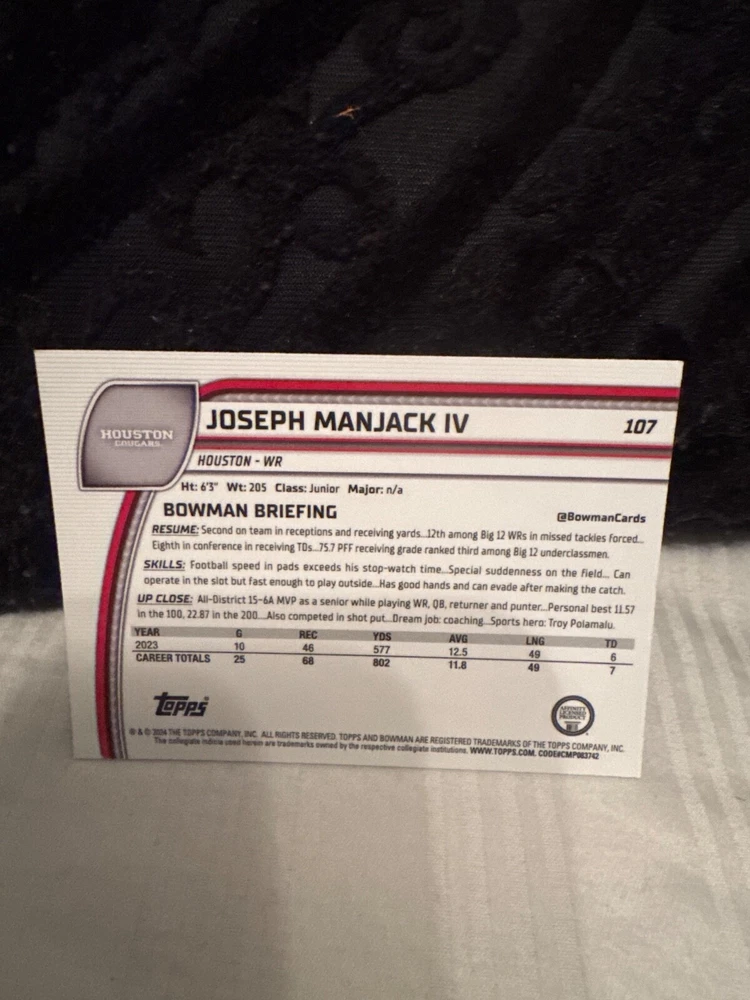 HOUSTON
COUGARS
JOSEPH MANJACK IV
107
HOUSTON - WR
Ht: 6'3" Wt: 205 Class: Junior Major: n/a
BOWMAN BRIEFING
@BowmanCards
RESUME: Second on team in receptions and receiving yards...12th among Big 12 WRs in missed tackles forced...
Eighth in conference in receiving TDs...75.7 PFF receiving grade ranked third among Big 12 underclassmen.
SKILLS: Football speed in pads exceeds his stop-watch time...Special suddenness on the field... Can
operate in the slot but fast enough to play outside...Has good hands and can evade after making the catch.
UP CLOSE: All-District 15-6A MVP as a senior while playing WR, QB, returner and punter...Personal best 11.57
in the 100, 22.87 in the 200...Also competed in shot put...Dream job: coaching...Sports hero: Troy Polamalu.
YEAR G REC YDS AVG LNG TD
2023 10 46 577 12.5 49 6
CAREER TOTALS 25 68 802 11.8 49 7
Topps®
AFFINITY
LICENSED
PRODUCT
® & © 2024 THE TOPPS COMPANY, INC. ALL RIGHTS RESERVED. TOPPS AND BOWMAN ARE REGISTERED TRADEMARKS OF THE TOPPS COMPANY, INC.
The collegiate indicia used herein are trademarks owned by the respective collegiate institutions. WWW.TOPPS.COM. CODE#CMP083742